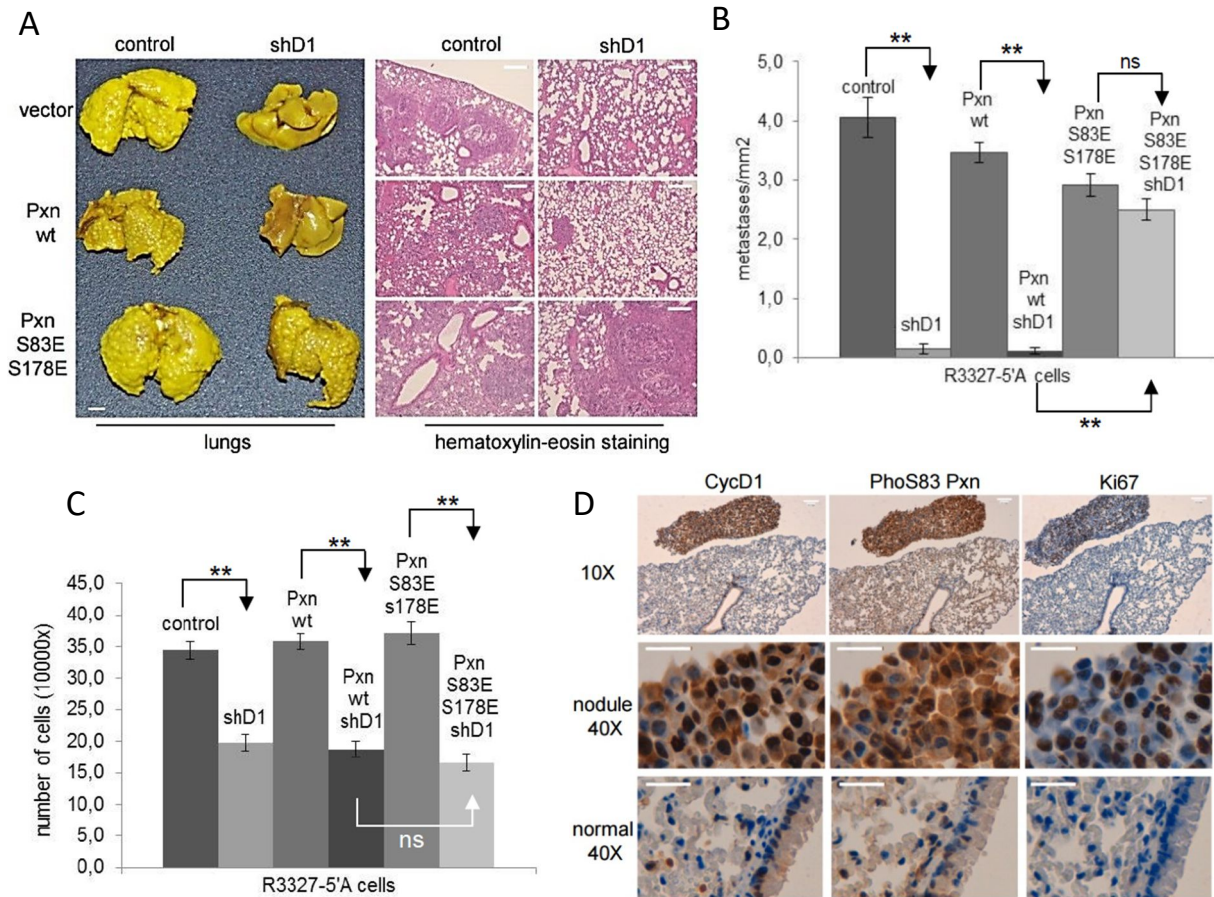 A
control
shD1
control
shD1
vector
Pxn
wt
Pxn
S83E
S178E
lungs
hematoxylin-eosin staining
B
**
**
ns
5,0
4,0
3,0
2,0
1,0
0,0
metastases/mm2
control
shD1
Pxn
wt
Pxn
wt
shD1
Pxn
S83E
S178E
Pxn
S83E
S178E
shD1
R3327-5'A cells
**
C
**
**
**
45,0
40,0
35,0
30,0
25,0
20,0
15,0
10,0
5,0
0,0
number of cells (10000x)
control
shD1
Pxn
wt
Pxn
wt
shD1
Pxn
S83E
s178E
Pxn
S83E
S178E
shD1
ns
R3327-5'A cells
D
CycD1
PhoS83 Pxn
Ki67
10X
nodule
40X
normal
40X